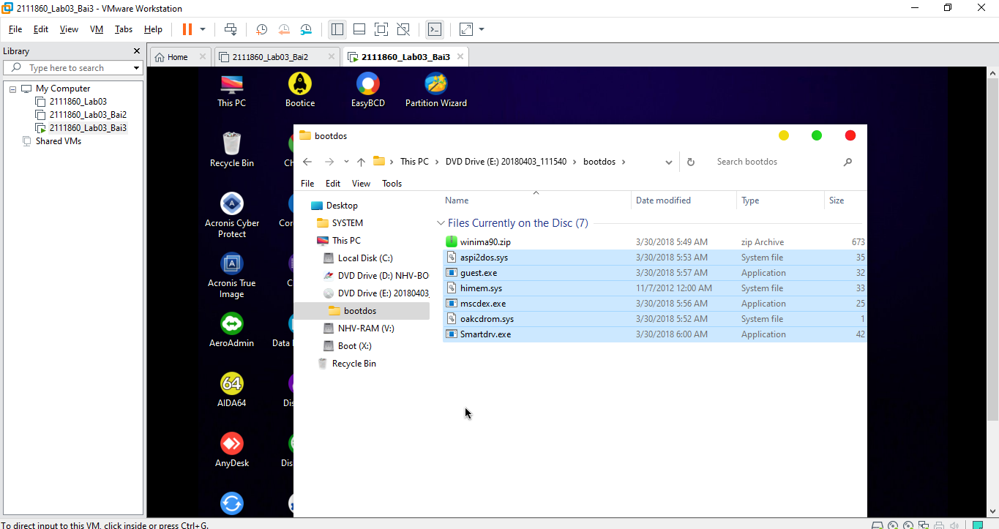 2111860_Lab03_Bai3 - VMware Workstation
File Edit View VM Tabs Help
Library
Type here to search
My Computer
2111860_Lab03
2111860_Lab03_Bai2
2111860_Lab03_Bai3
Shared VMs
Home
2111860_Lab03_Bai2
2111860_Lab03_Bai3
This PC
Bootice
EasyBCD
Partition Wizard
Recycle Bin
Ch
Acronis Cyber
Protect
Cor
Acronis True
Image
C
AeroAdmin
Data
64
AIDA64
Dis
AnyDesk
Dis
bootdos
This PC > DVD Drive (E:) 20180403_111540 > bootdos >
Search bootdos
File Edit View Tools
Desktop
SYSTEM
This PC
Local Disk (C:)
DVD Drive (D:) NHV-BO
DVD Drive (E:) 20180403_
bootdos
NHV-RAM (V:)
Boot (X:)
Recycle Bin
Name Date modified Type Size
Files Currently on the Disc (7)
winima90.zip 3/30/2018 5:49 AM zip Archive 673
aspi2dos.sys 3/30/2018 5:53 AM System file 35
guest.exe 3/30/2018 5:57 AM Application 32
himem.sys 11/7/2012 12:00 AM System file 33
mscdex.exe 3/30/2018 5:56 AM Application 25
oakcdrom.sys 3/30/2018 5:52 AM System file 1
Smartdrv.exe 3/30/2018 6:00 AM Application 42
To direct input to this VM, click inside or press Ctrl+G.